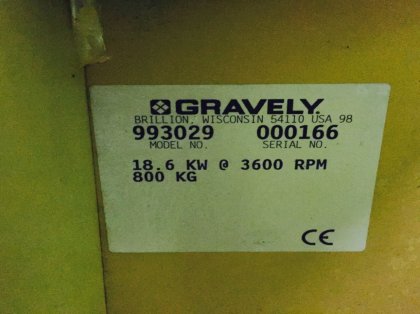 GRAVELY.
BRILLION, WISCONSIN 54110 USA 98
993029 000166
MODEL NO. SERIAL NO.
18.6 KW @ 3600 RPM
800 KG
CE